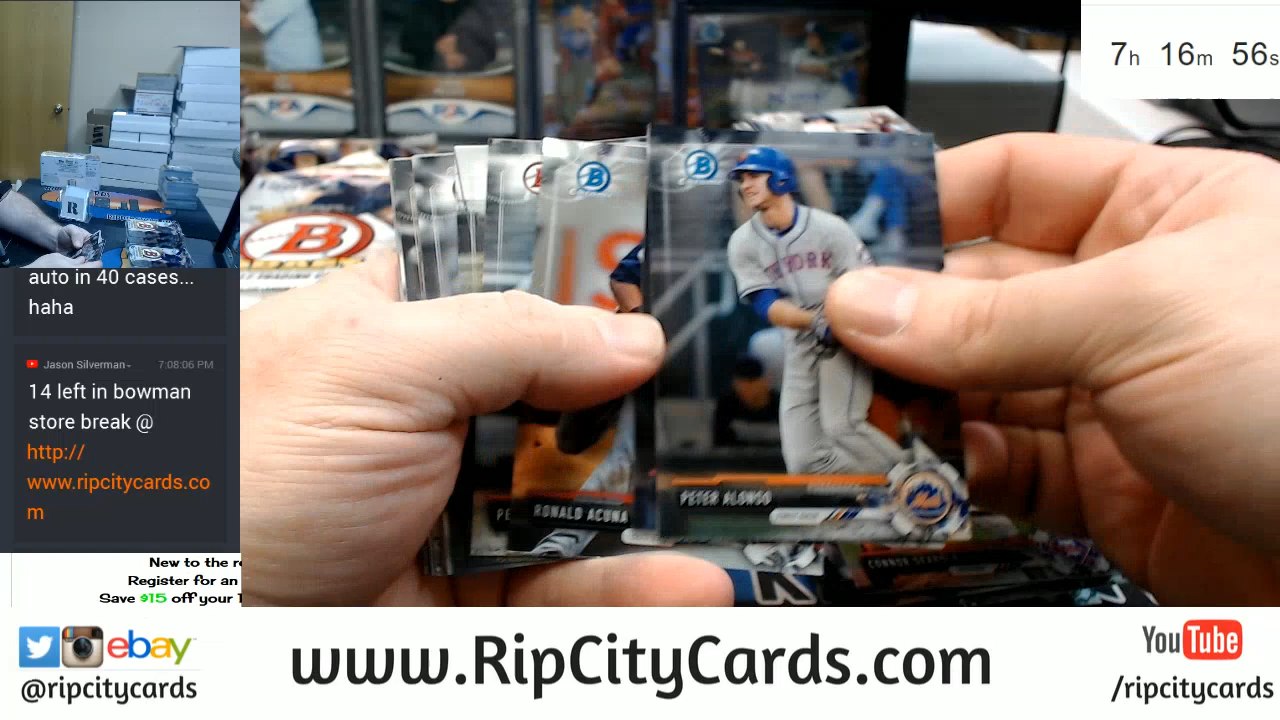 7h 16m 56s
auto in 40 cases...
haha
Jason Silverman 7:08:06 PM
14 left in bowman
store break @
http://
www.ripcitycards.co
m
New to the r
Register for an
Save $15 off your
B
B
B
NEW YORK
RONALD ACUNA
PETER ALONSO
Mets
R
ebay
@ripcitycards
www.RipCityCards.com
YouTube
/ripcitycards